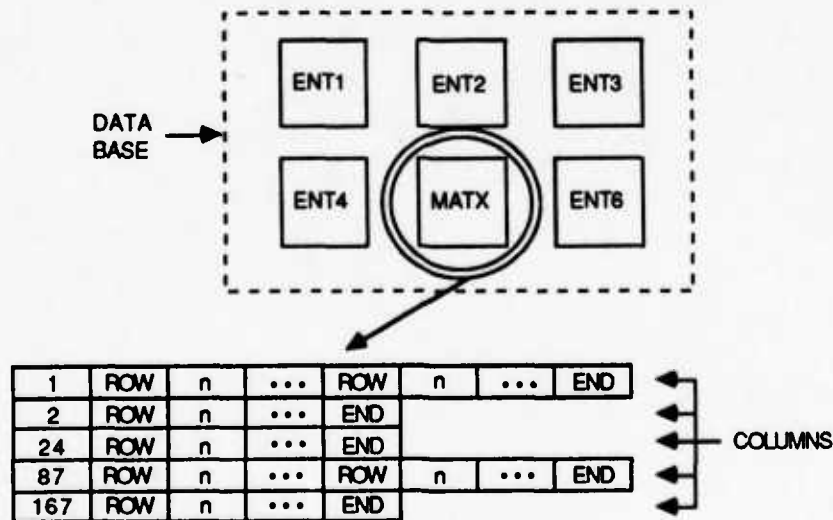 ENT1 ENT2 ENT3
DATA
BASE
ENT4 MATX ENT6
1 ROW n ••• ROW n ••• END
2 ROW n ••• END
24 ROW n ••• END
COLUMNS
87 ROW n ••• ROW n ••• END
167 ROW n ••• END